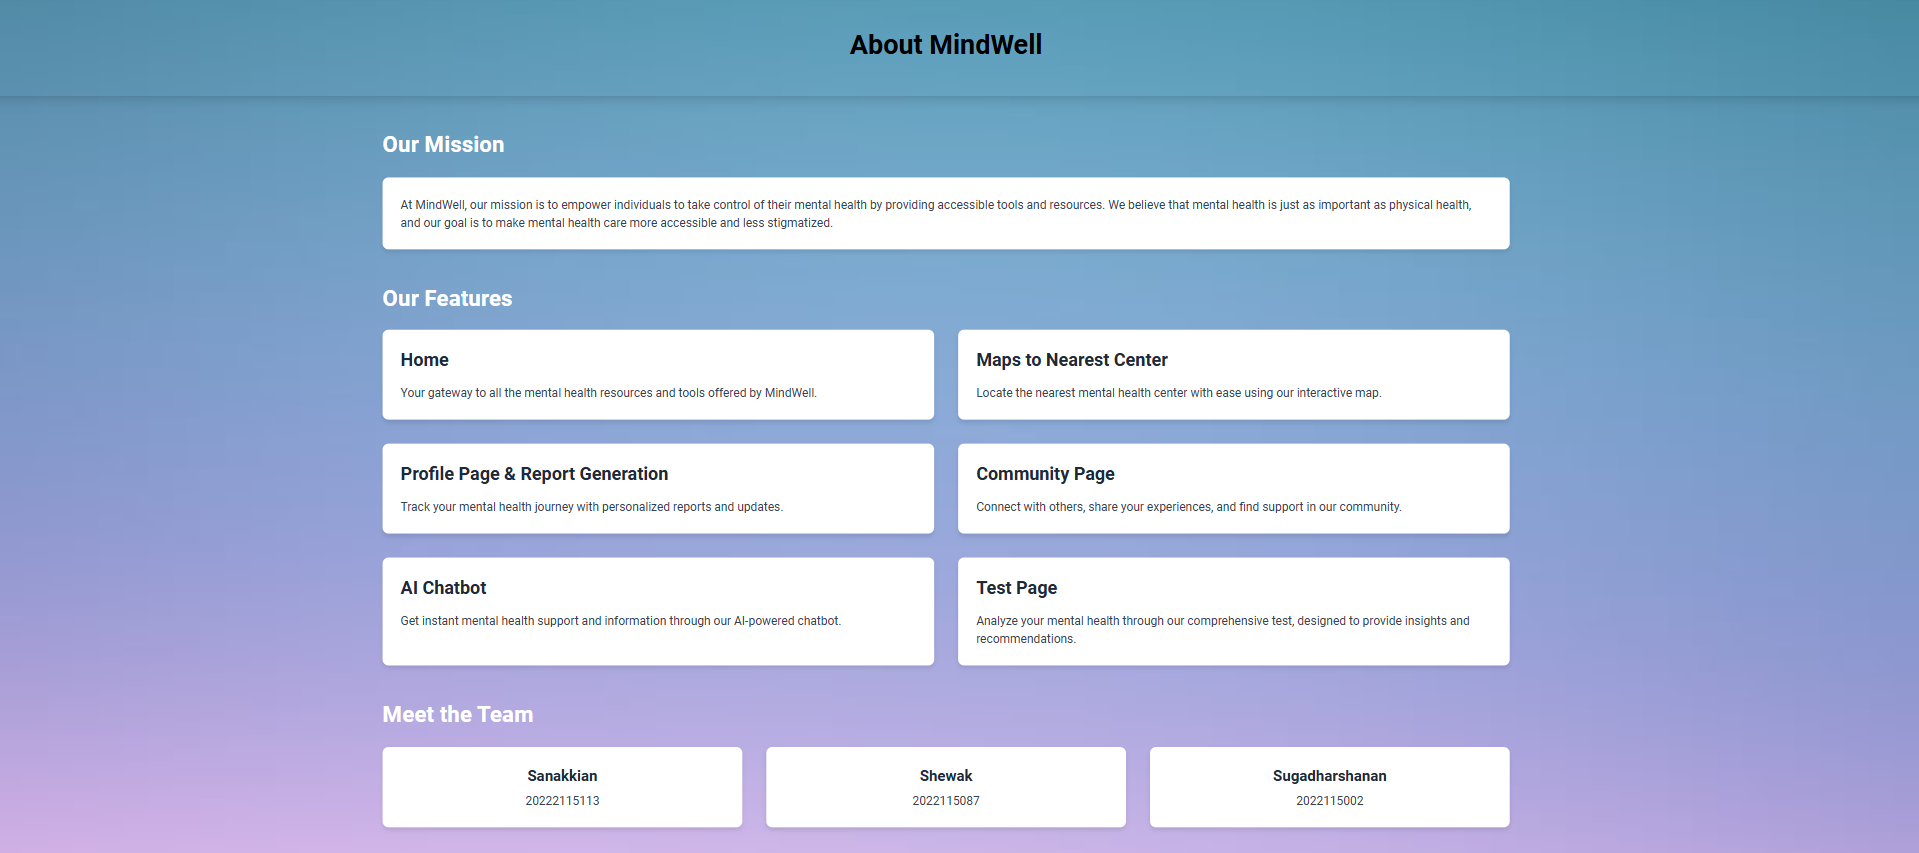 About MindWell
Our Mission
At MindWell, our mission is to empower individuals to take control of their mental health by providing accessible tools and resources. We believe that mental health is just as important as physical health,
and our goal is to make mental health care more accessible and less stigmatized.
Our Features
Home
Your gateway to all the mental health resources and tools offered by MindWell.
Maps to Nearest Center
Locate the nearest mental health center with ease using our interactive map.
Profile Page & Report Generation
Track your mental health journey with personalized reports and updates.
Community Page
Connect with others, share your experiences, and find support in our community.
AI Chatbot
Get instant mental health support and information through our AI-powered chatbot.
Test Page
Analyze your mental health through our comprehensive test, designed to provide insights and
recommendations.
Meet the Team
Sanakkian
20222115113
Shewak
2022115087
Sugadharshanan
2022115002